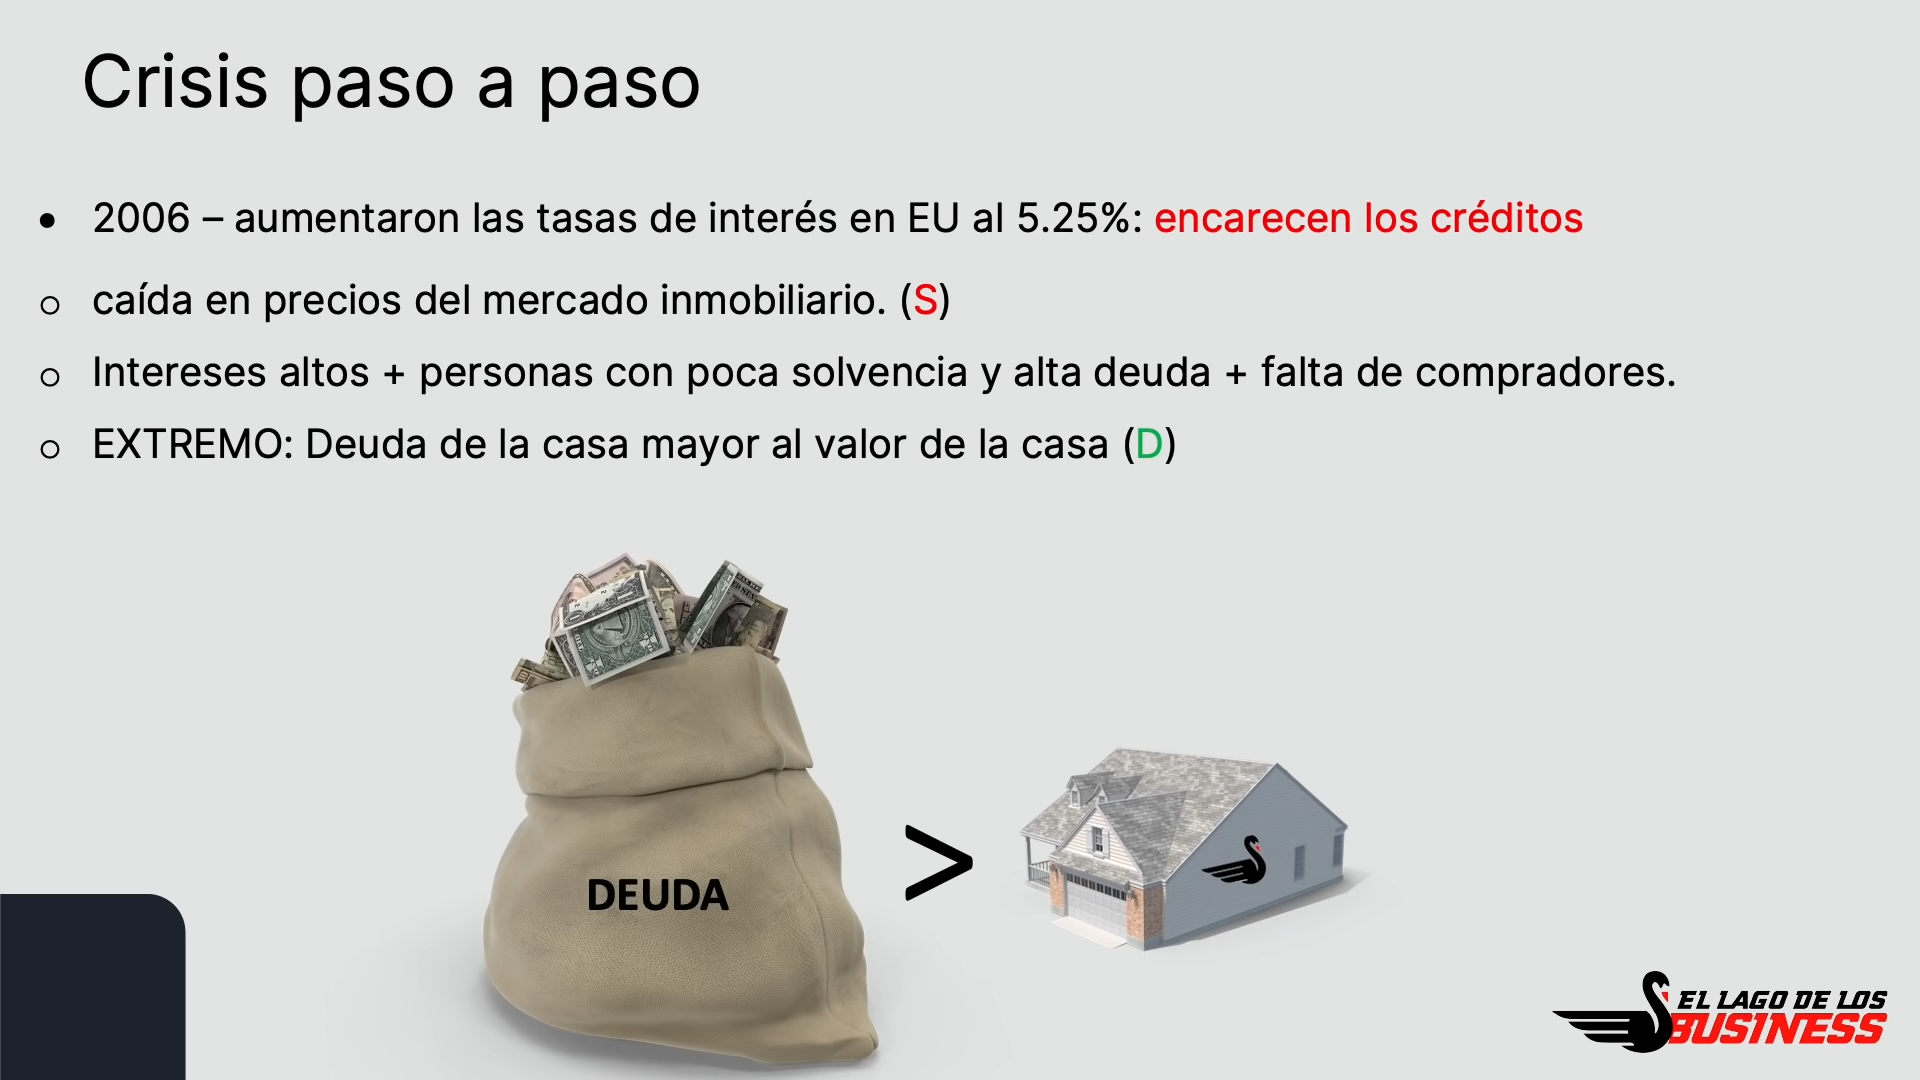 Crisis paso a paso
• 2006 – aumentaron las tasas de interés en EU al 5.25%: encarecen los créditos
○ caída en precios del mercado inmobiliario. (S)
○ Intereses altos + personas con poca solvencia y alta deuda + falta de compradores.
○ EXTREMO: Deuda de la casa mayor al valor de la casa (D)
DEUDA
>
EL LAGO DE LOS
BUSINESS